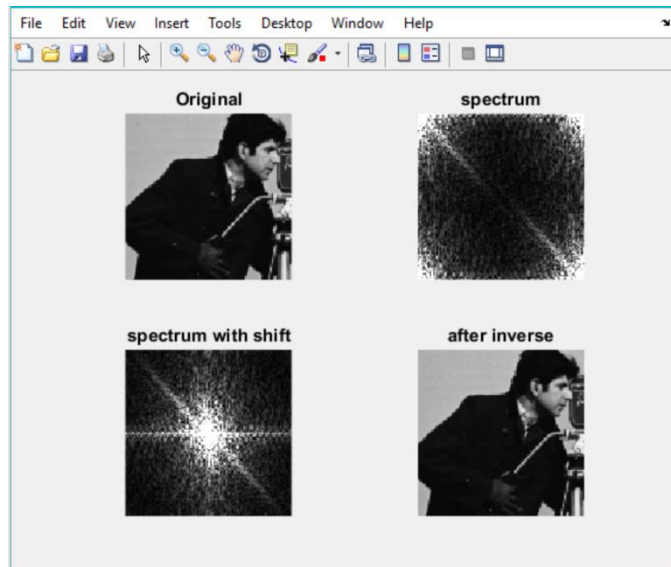 File Edit View Insert Tools Desktop Window Help
Original
spectrum
spectrum with shift
after inverse